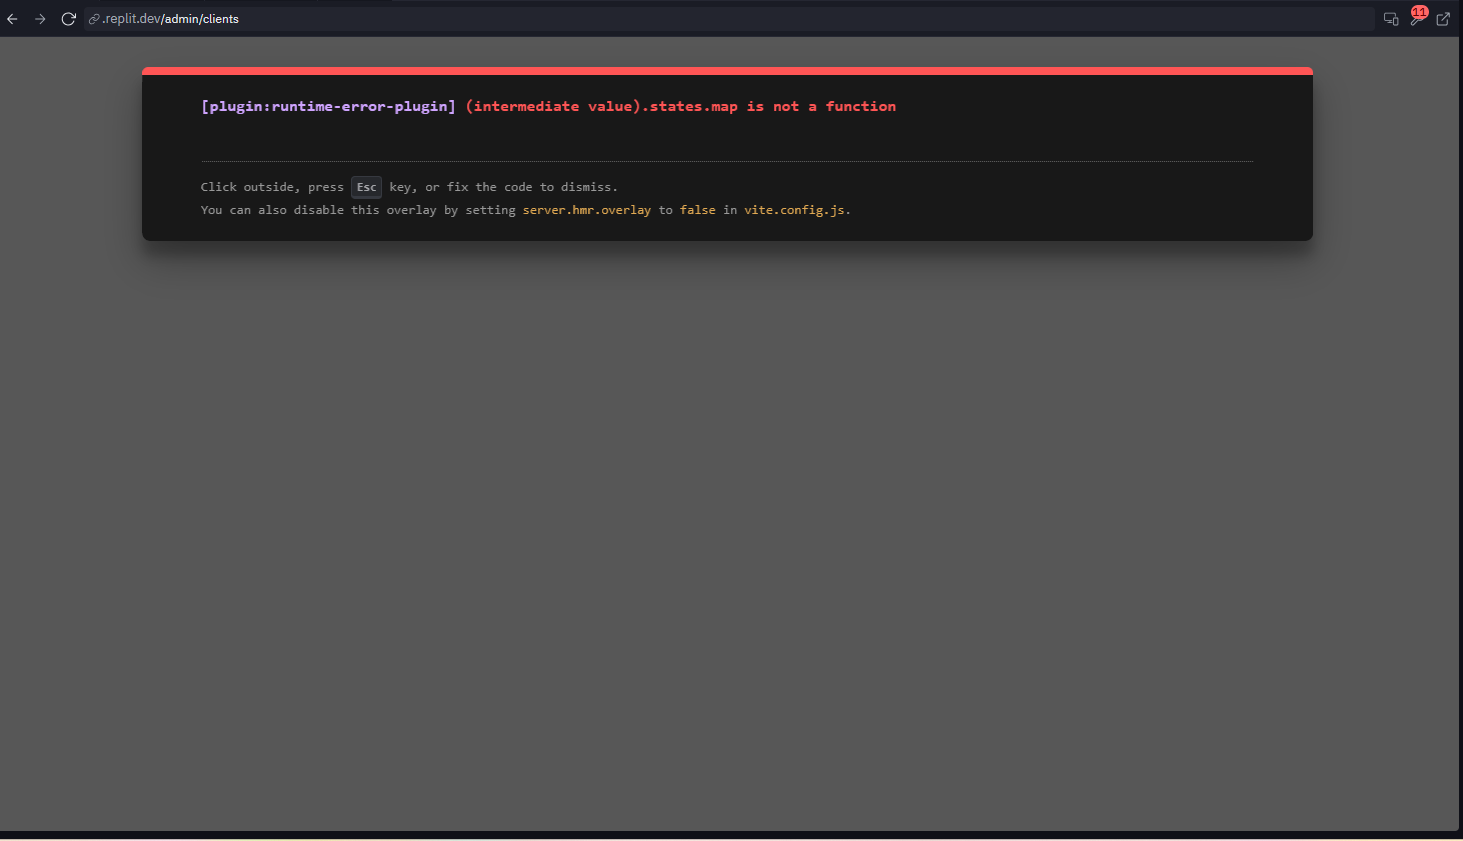 .replit.dev/admin/clients
11
[plugin:runtime-error-plugin] (intermediate value).states.map is not a function
Click outside, press Esc key, or fix the code to dismiss.
You can also disable this overlay by setting server.hmr.overlay to false in vite.config.js.